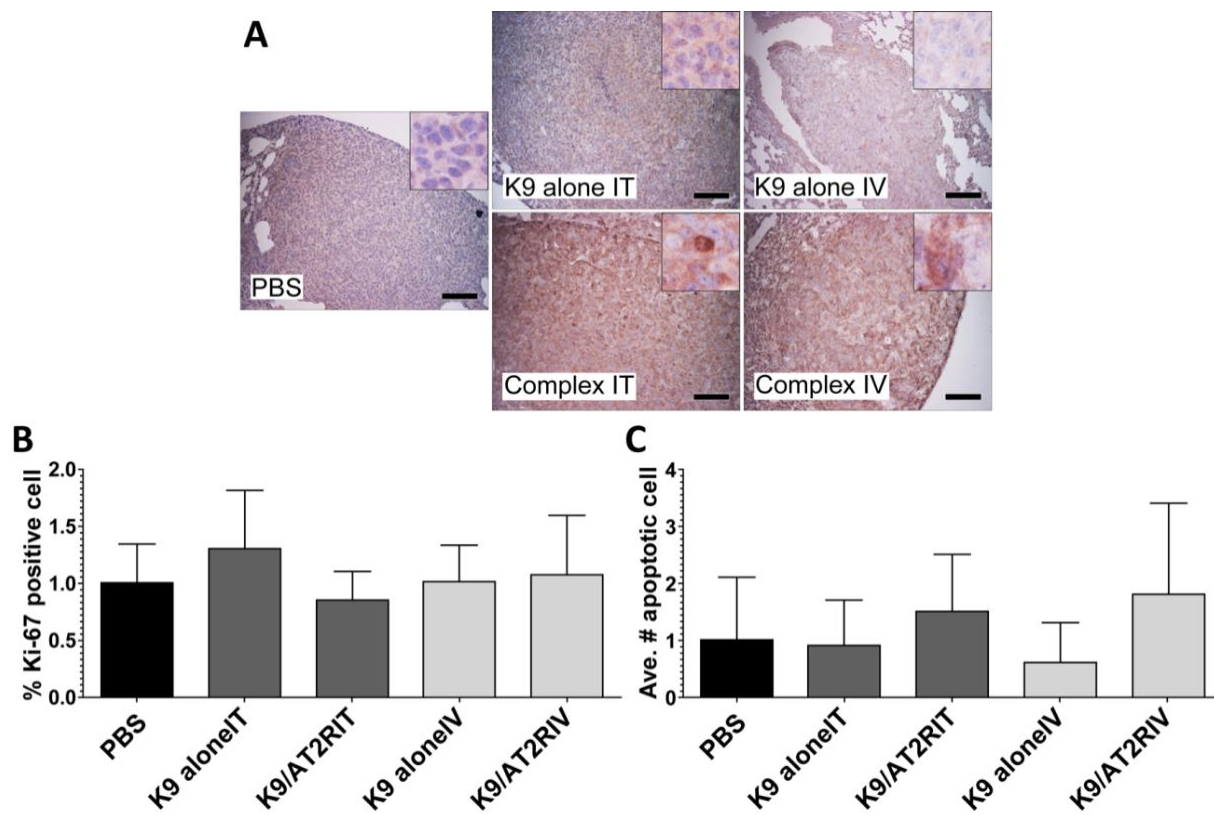 A
PBS
K9 alone IT
K9 alone IV
Complex IT
Complex IV
B
% Ki-67 positive cell
2.0
1.5
1.0
0.5
0.0
PBS
K9 aloneIT
K9/AT2RIT
K9 aloneIV
K9/AT2RIV
C
Ave. # apoptotic cell
4
3
2
1
0
PBS
K9 aloneIT
K9/AT2RIT
K9 aloneIV
K9/AT2RIV